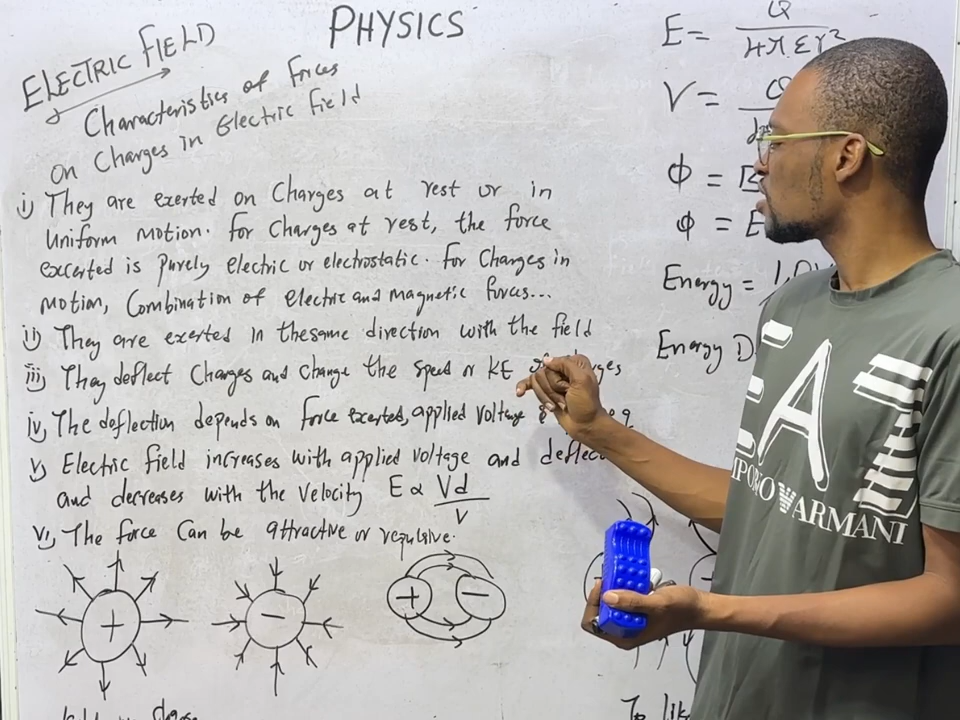 PHYSICS
ELECTRIC FIELD
Characteristics of Forces
on Charges in Electric Field
i) They are exerted on Charges at rest or in
Uniform Motion. For Charges at rest, the force
excerted is purely electric or electrostatic. For Charges in
Motion, Combination of electric and magnetic forces...
ii) They are exerted in thesame direction with the field
iii) They deflect Charges and change the speed or KE
iv, The deflection depends on force exerted, applied voltage
v, Electric field increases with applied voltage and
and decreases with the Velocity E ∝ Vd/V
vi, The force can be attractive or repulsive.
+ − + −
E = Q/4πεr²
V =
Φ =
Φ = E
Energy =
Energy
EA7
EMPORIO ARMANI